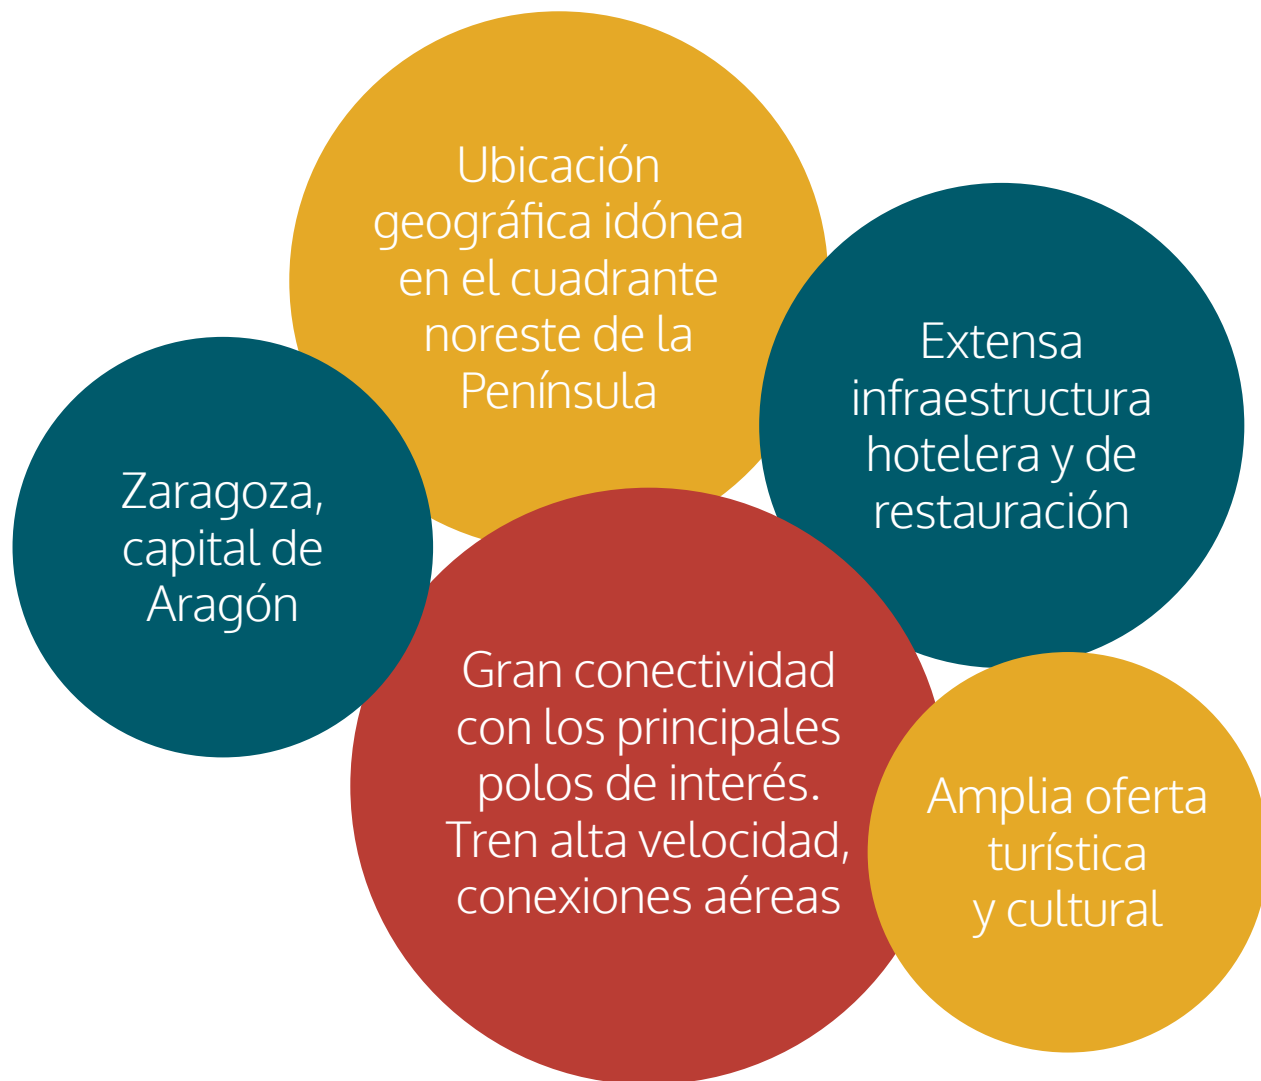 Ubicación
geográfica idónea
en el cuadrante
noreste de la
Península
Extensa
infraestructura
hotelera y de
restauración
Zaragoza,
capital de
Aragón
Gran conectividad
con los principales
polos de interés.
Tren alta velocidad,
conexiones aéreas
Amplia oferta
turística
y cultural